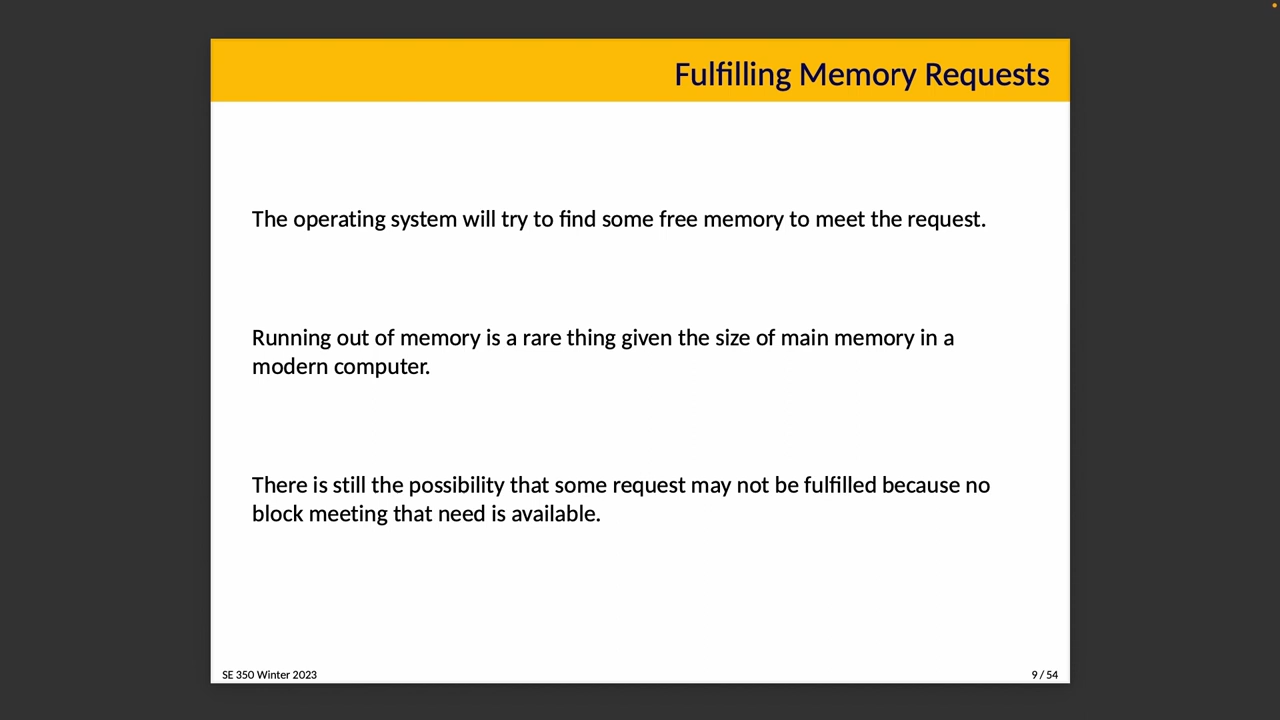 Fulfilling Memory Requests
The operating system will try to find some free memory to meet the request.
Running out of memory is a rare thing given the size of main memory in a
modern computer.
There is still the possibility that some request may not be fulfilled because no
block meeting that need is available.
SE 350 Winter 2023
9 / 54